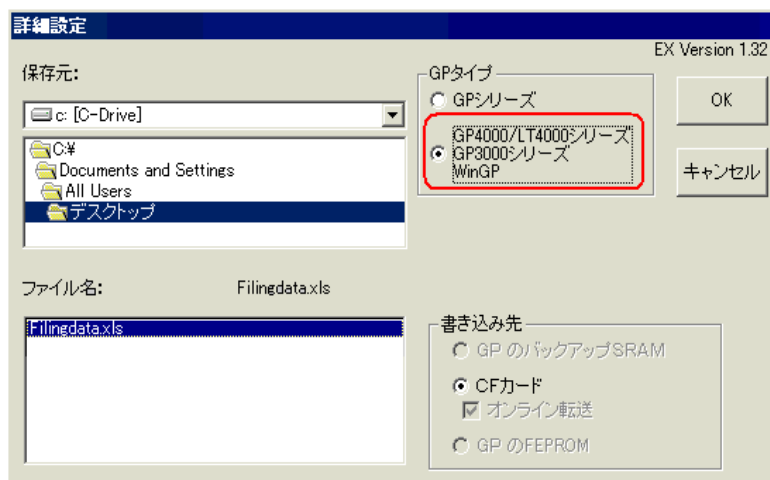 詳細設定
EX Version 1.32
保存元:
c: [C-Drive]
C:¥
Documents and Settings
All Users
デスクトップ
GPタイプ
GPシリーズ
GP4000/LT4000シリーズ
GP3000シリーズ
WinGP
OK
キャンセル
ファイル名:
Filingdata.xls
Filingdata.xls
書き込み先
GP のバックアップSRAM
CFカード
オンライン転送
GP のFEPROM